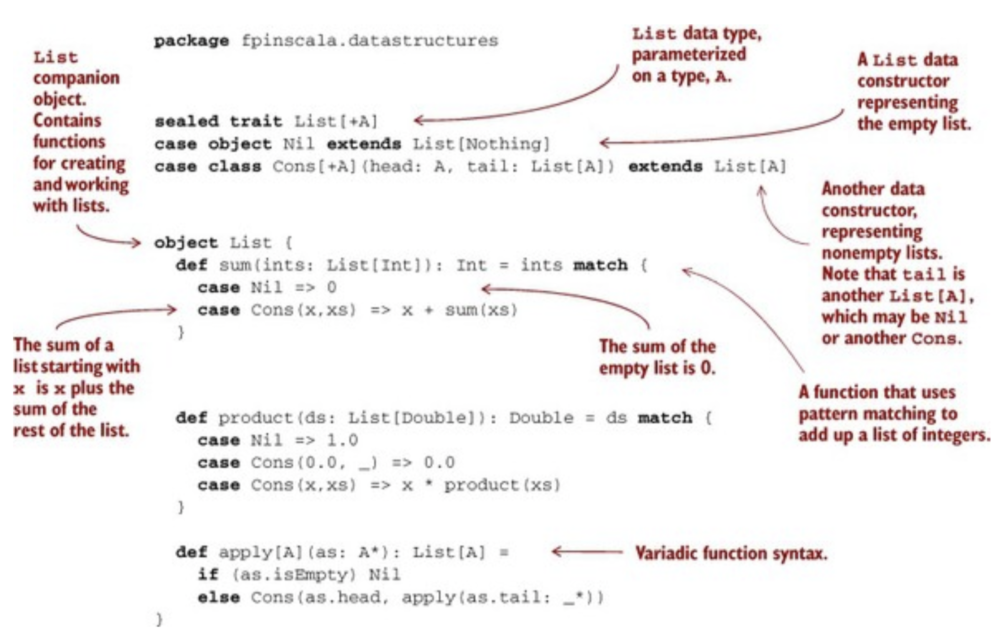 package fpinscala.datastructures
List data type,
parameterized
on a type, A.
A List data
constructor
representing
the empty list.
List
companion
object.
Contains
functions
for creating
and working
with lists.
sealed trait List[+A]
case object Nil extends List[Nothing]
case class Cons[+A](head: A, tail: List[A]) extends List[A]
Another data
constructor,
representing
nonempty lists.
Note that tail is
another List[A],
which may be Nil
or another Cons.
object List {
def sum(ints: List[Int]): Int = ints match {
case Nil => 0
case Cons(x,xs) => x + sum(xs)
}
The sum of a
list starting with
x is x plus the
sum of the
rest of the list.
The sum of the
empty list is 0.
A function that uses
pattern matching to
add up a list of integers.
def product(ds: List[Double]): Double = ds match {
case Nil => 1.0
case Cons(0.0, _) => 0.0
case Cons(x,xs) => x * product(xs)
}
def apply[A](as: A*): List[A] =
Variadic function syntax.
if (as.isEmpty) Nil
else Cons(as.head, apply(as.tail: _*))
}